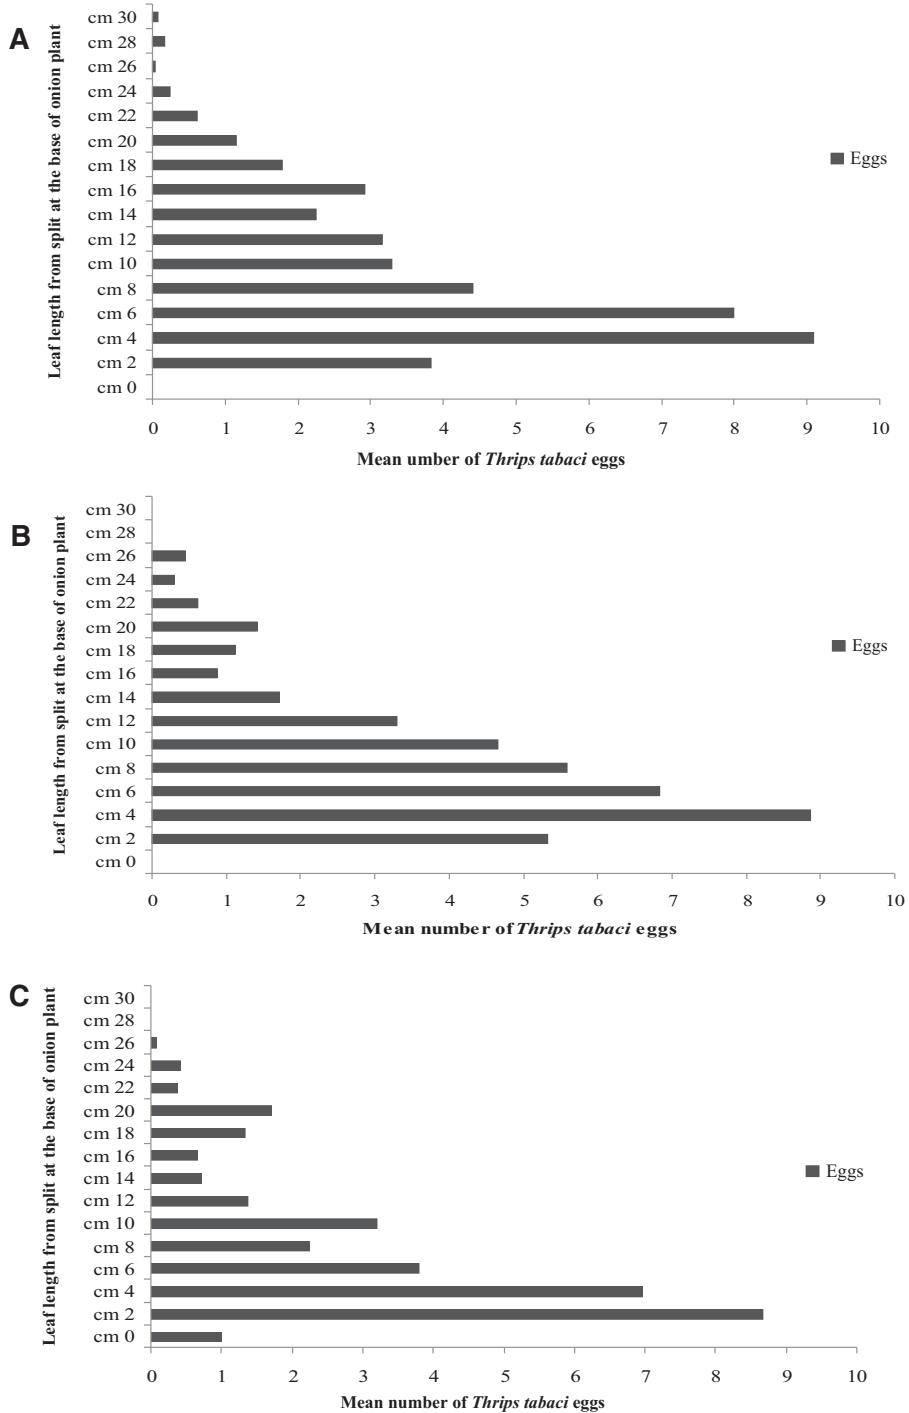 A
Leaf length from split at the base of onion plant
cm 30
cm 28
cm 26
cm 24
cm 22
cm 20
cm 18
cm 16
cm 14
cm 12
cm 10
cm 8
cm 6
cm 4
cm 2
cm 0
Eggs
0 1 2 3 4 5 6 7 8 9 10
Mean umber of Thrips tabaci eggs
B
Leaf length from split at the base of onion plant
cm 30
cm 28
cm 26
cm 24
cm 22
cm 20
cm 18
cm 16
cm 14
cm 12
cm 10
cm 8
cm 6
cm 4
cm 2
cm 0
Eggs
0 1 2 3 4 5 6 7 8 9 10
Mean number of Thrips tabaci eggs
C
Leaf length from split at the base of onion plant
cm 30
cm 28
cm 26
cm 24
cm 22
cm 20
cm 18
cm 16
cm 14
cm 12
cm 10
cm 8
cm 6
cm 4
cm 2
cm 0
Eggs
0 1 2 3 4 5 6 7 8 9 10
Mean number of Thrips tabaci eggs